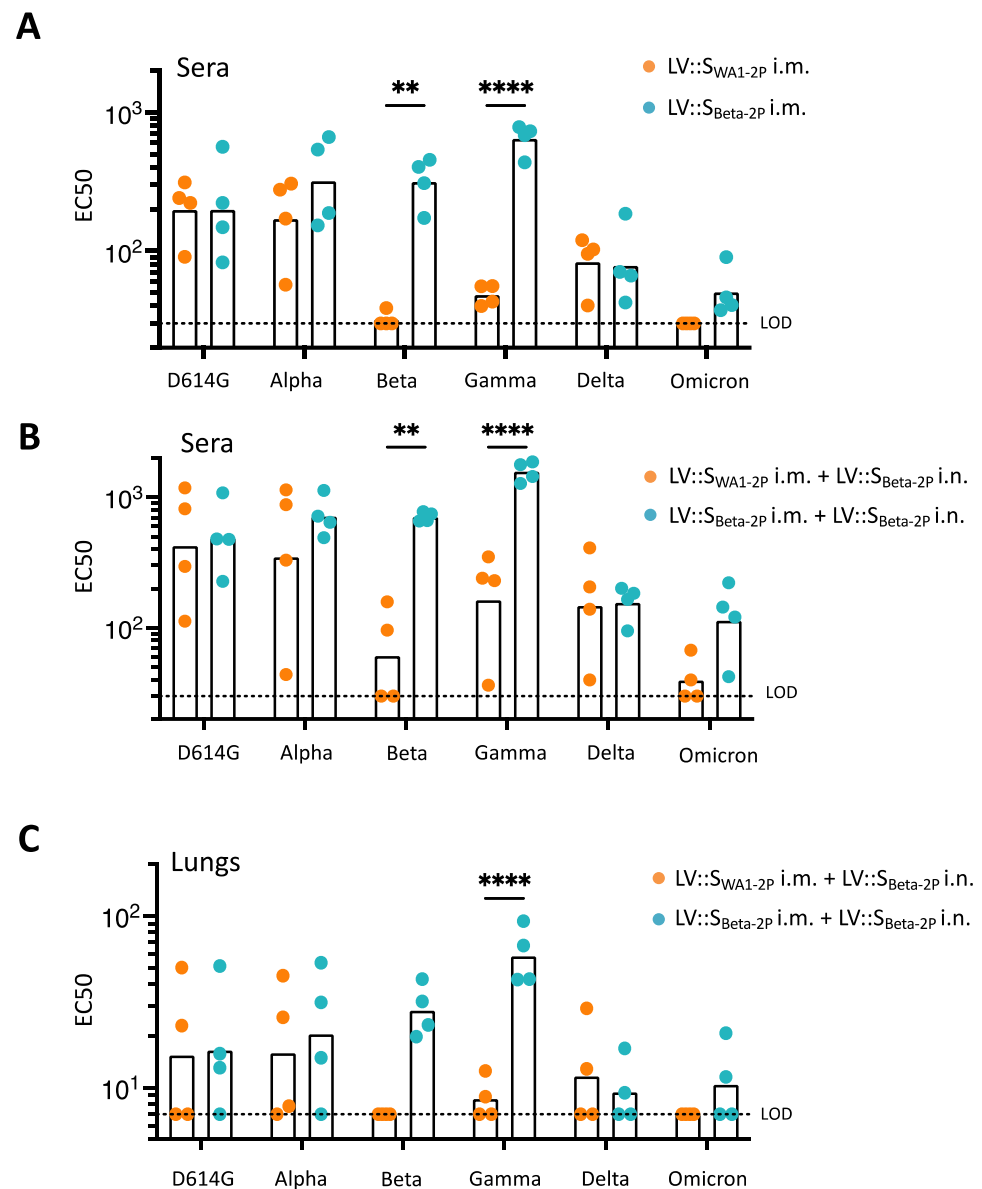 A
Sera
LV::SWA1-2P i.m.
LV::SBeta-2P i.m.
** ****
10³
10²
EC50
LOD
D614G Alpha Beta Gamma Delta Omicron
B
Sera
** ****
LV::SWA1-2P i.m. + LV::SBeta-2P i.n.
LV::SBeta-2P i.m. + LV::SBeta-2P i.n.
10³
10²
EC50
LOD
D614G Alpha Beta Gamma Delta Omicron
C
Lungs
****
LV::SWA1-2P i.m. + LV::SBeta-2P i.n.
LV::SBeta-2P i.m. + LV::SBeta-2P i.n.
10²
10¹
EC50
LOD
D614G Alpha Beta Gamma Delta Omicron